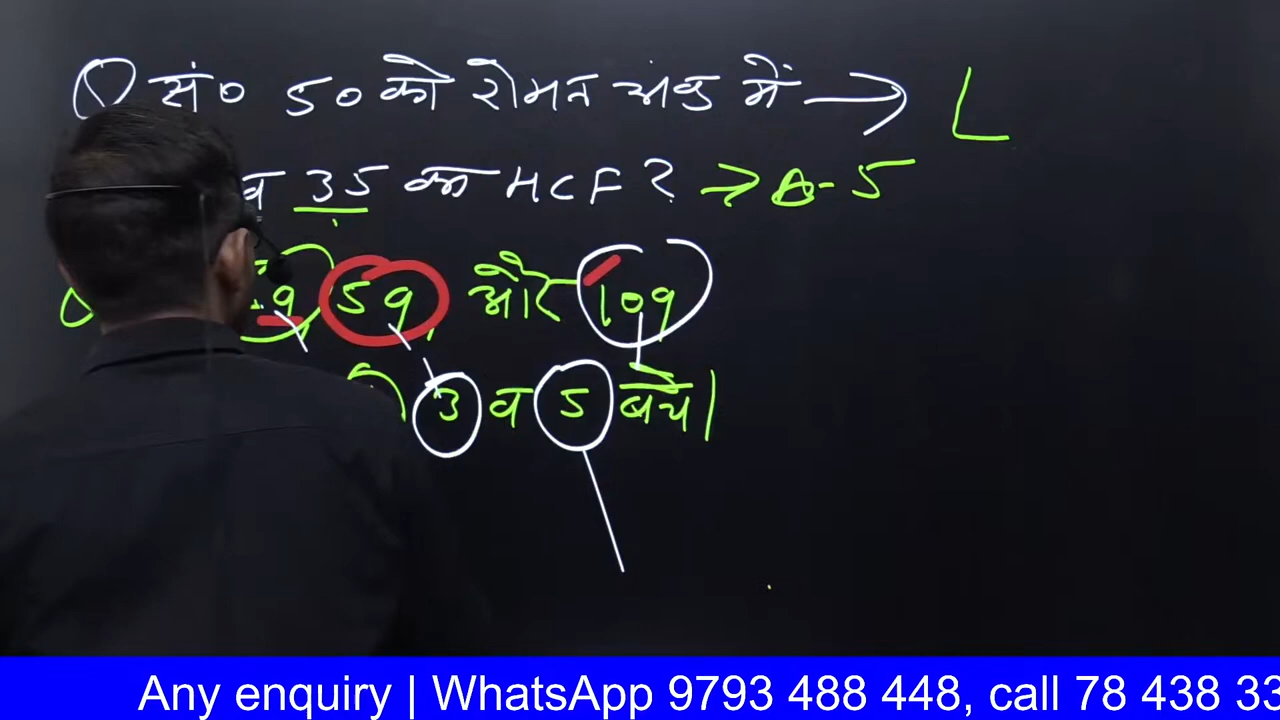 Q सं० 50 को रोमन अंक में → L
व 35 का HCF? → A-5
59, और 109
3 व 5 बचे।
Any enquiry | WhatsApp 9793 488 448, call 78 438 33